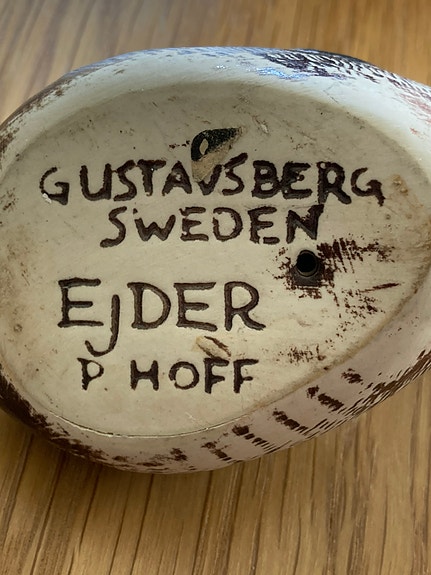 GUSTAVSBERG
SWEDEN
EjDER
P HOFF